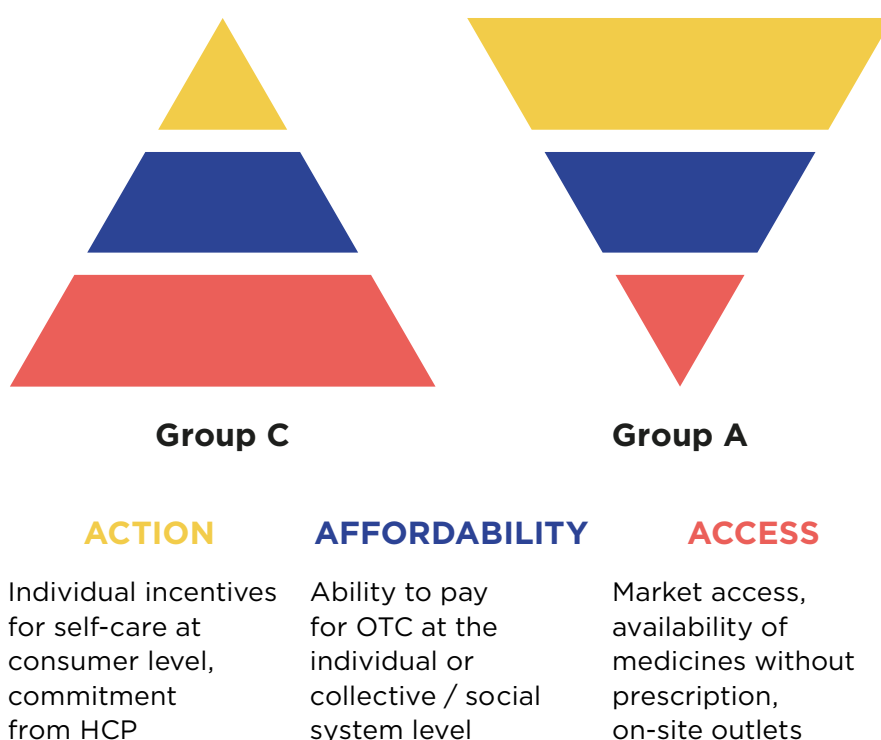 Group C
Group A
ACTION
Individual incentives
for self-care at
consumer level,
commitment
from HCP
AFFORDABILITY
Ability to pay
for OTC at the
individual or
collective / social
system level
ACCESS
Market access,
availability of
medicines without
prescription,
on-site outlets